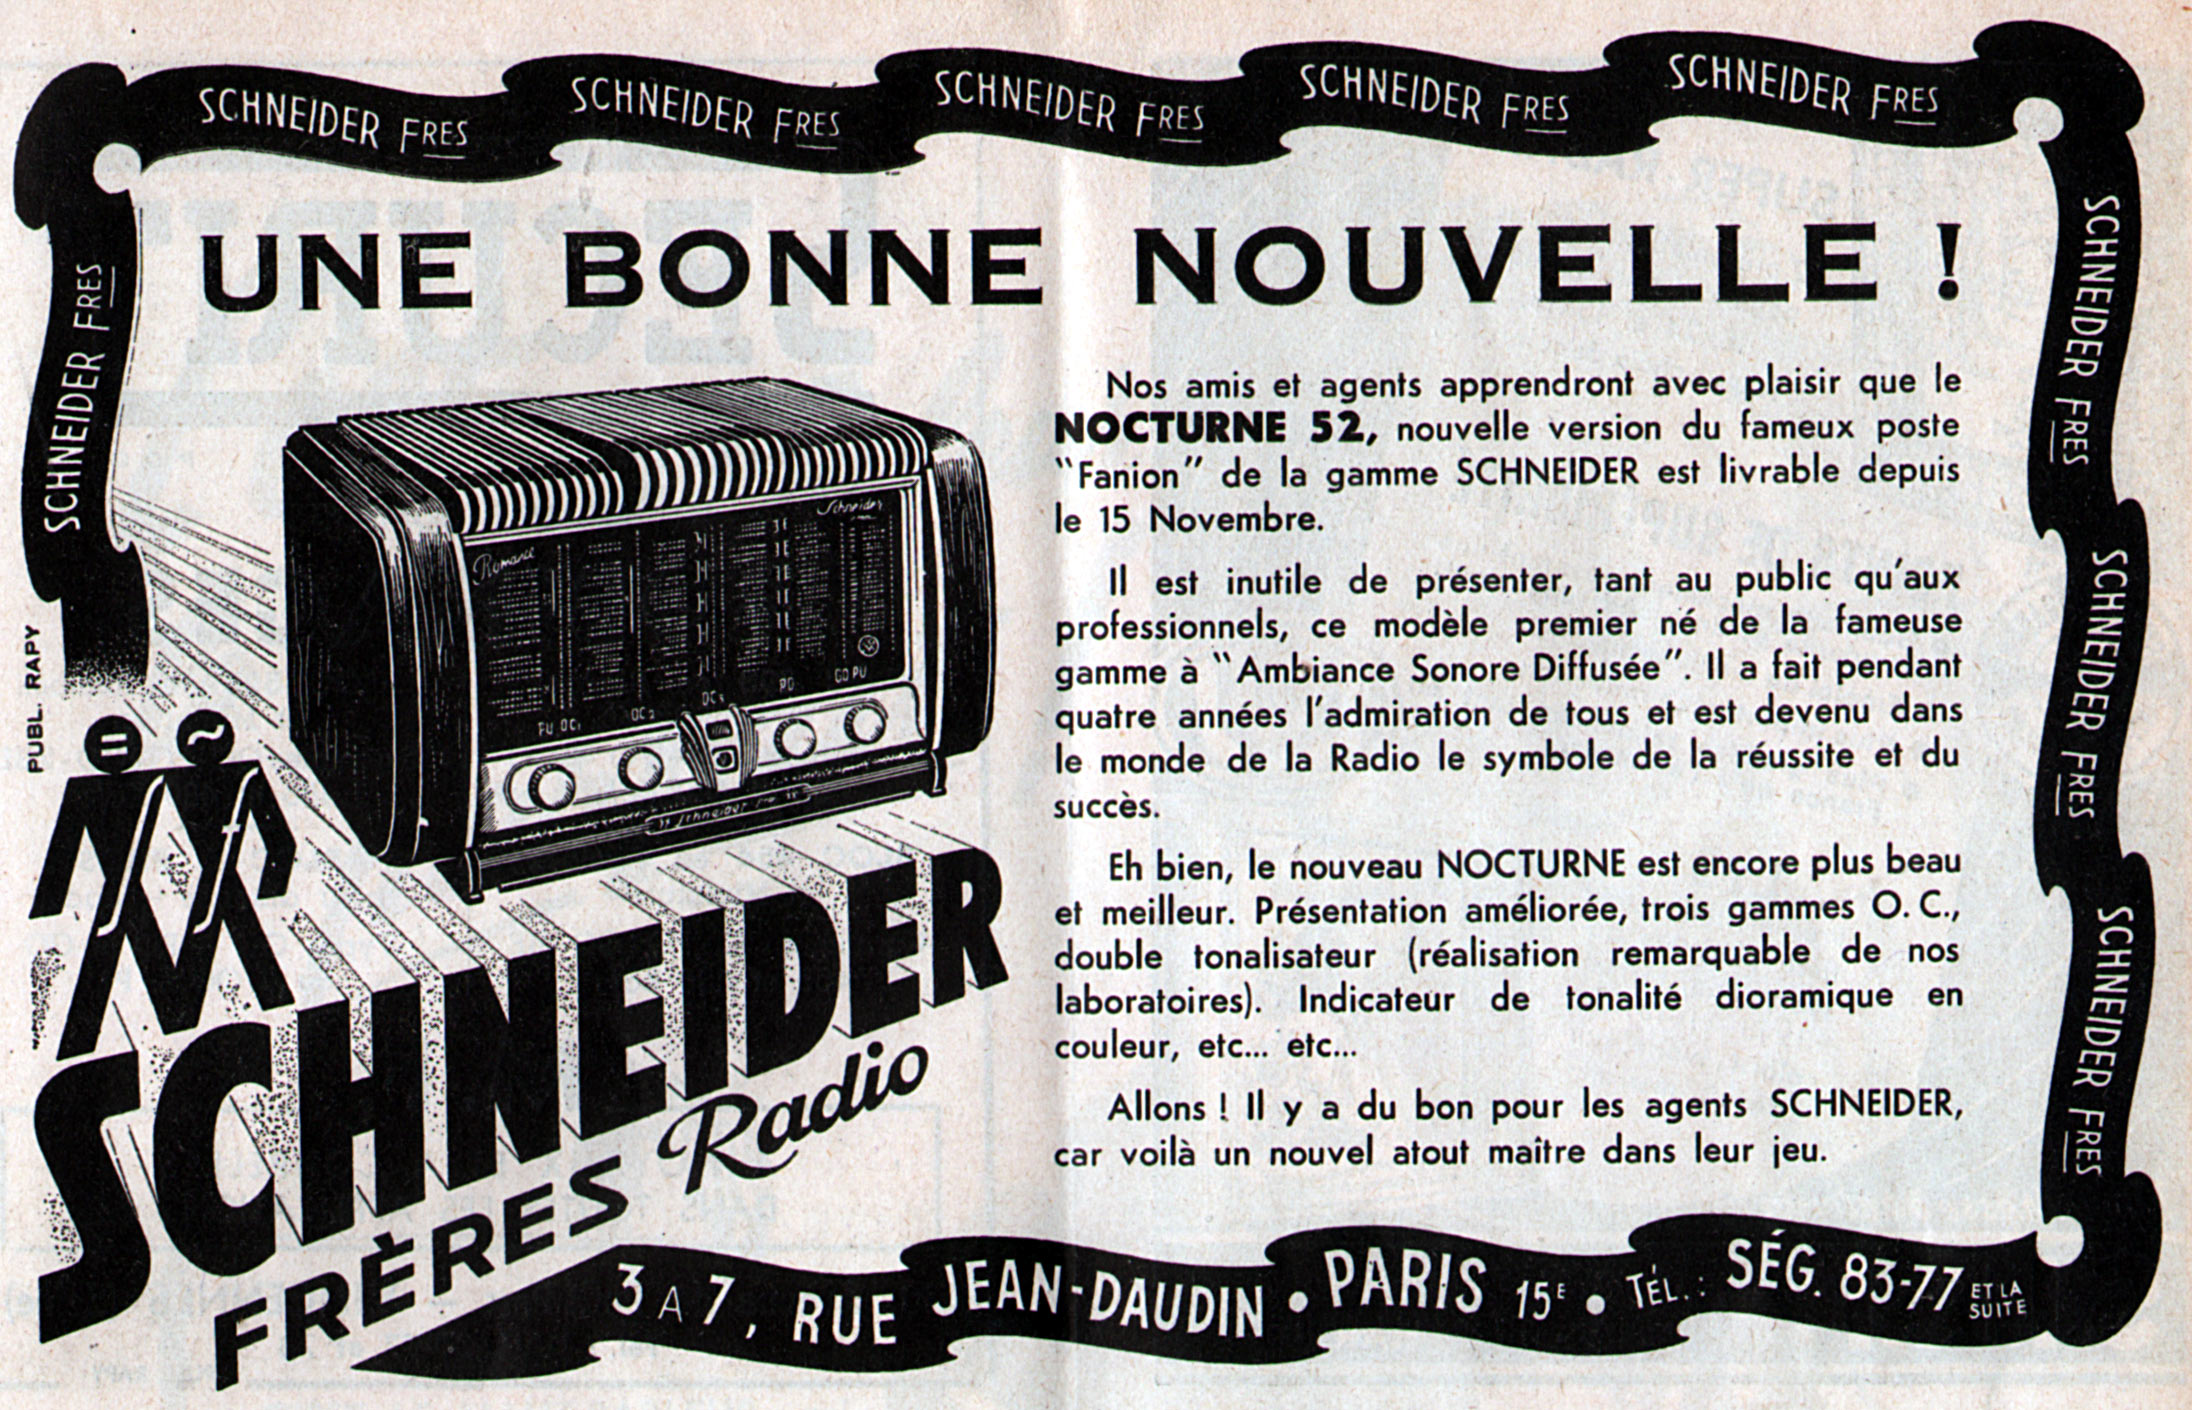 SCHNEIDER FRES SCHNEIDER FRES SCHNEIDER FRES SCHNEIDER FRES SCHNEIDER FRES
SCHNEIDER FRES
UNE BONNE NOUVELLE !
Nos amis et agents apprendront avec plaisir que le
NOCTURNE 52, nouvelle version du fameux poste
"Fanion" de la gamme SCHNEIDER est livrable depuis
le 15 Novembre.
Il est inutile de présenter, tant au public qu'aux
professionnels, ce modèle premier né de la fameuse
gamme à "Ambiance Sonore Diffusée". Il a fait pendant
quatre années l'admiration de tous et est devenu dans
le monde de la Radio le symbole de la réussite et du
succès.
Eh bien, le nouveau NOCTURNE est encore plus beau
et meilleur. Présentation améliorée, trois gammes O. C.,
double tonalisateur (réalisation remarquable de nos
laboratoires). Indicateur de tonalité dioramique en
couleur, etc... etc...
Allons ! Il y a du bon pour les agents SCHNEIDER,
car voilà un nouvel atout maître dans leur jeu.
SCHNEIDER FRES
SCHNEIDER FRES
SCHNEIDER FRES
PUBL. RAPY
Romance
Schneider
OC1 OC2 OC3 PO GO PU
SCHNEIDER
FRÈRES Radio
3 A 7, RUE JEAN-DAUDIN • PARIS 15E • TÉL. : SÉG. 83-77 ET LA
SUITE